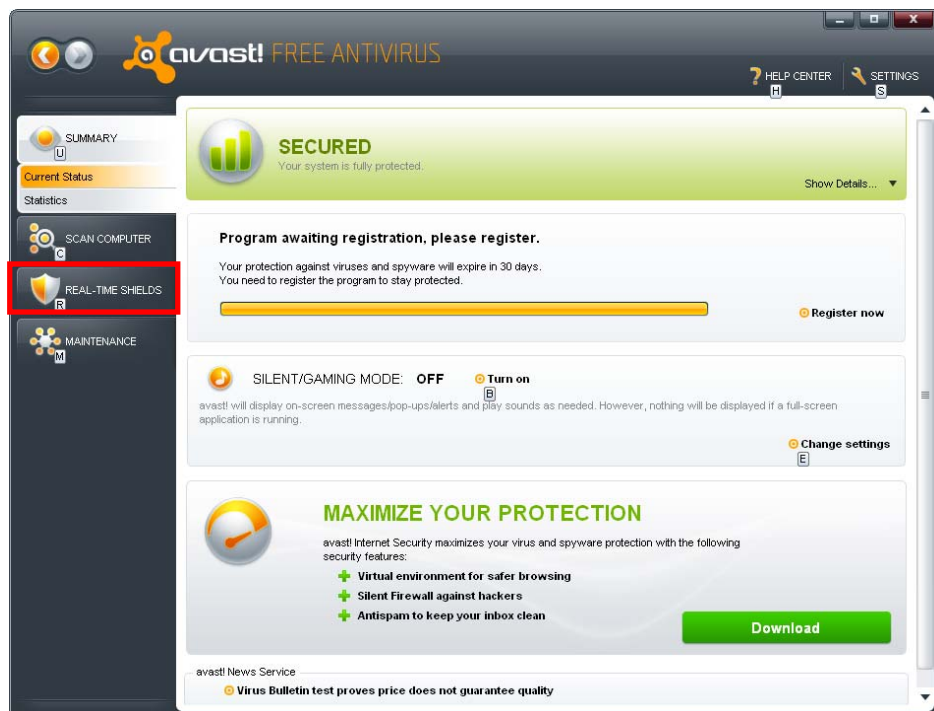 avast! FREE ANTIVIRUS
HELP CENTER
H
SETTINGS
S
SUMMARY
U
Current Status
Statistics
SCAN COMPUTER
C
REAL-TIME SHIELDS
R
MAINTENANCE
M
SECURED
Your system is fully protected.
Show Details...
Program awaiting registration, please register.
Your protection against viruses and spyware will expire in 30 days.
You need to register the program to stay protected.
Register now
SILENT/GAMING MODE: OFF
Turn on
B
avast! will display on-screen messages/pop-ups/alerts and play sounds as needed. However, nothing will be displayed if a full-screen
application is running.
Change settings
E
MAXIMIZE YOUR PROTECTION
avast! Internet Security maximizes your virus and spyware protection with the following
security features:
Virtual environment for safer browsing
Silent Firewall against hackers
Antispam to keep your inbox clean
Download
avast! News Service
Virus Bulletin test proves price does not guarantee quality